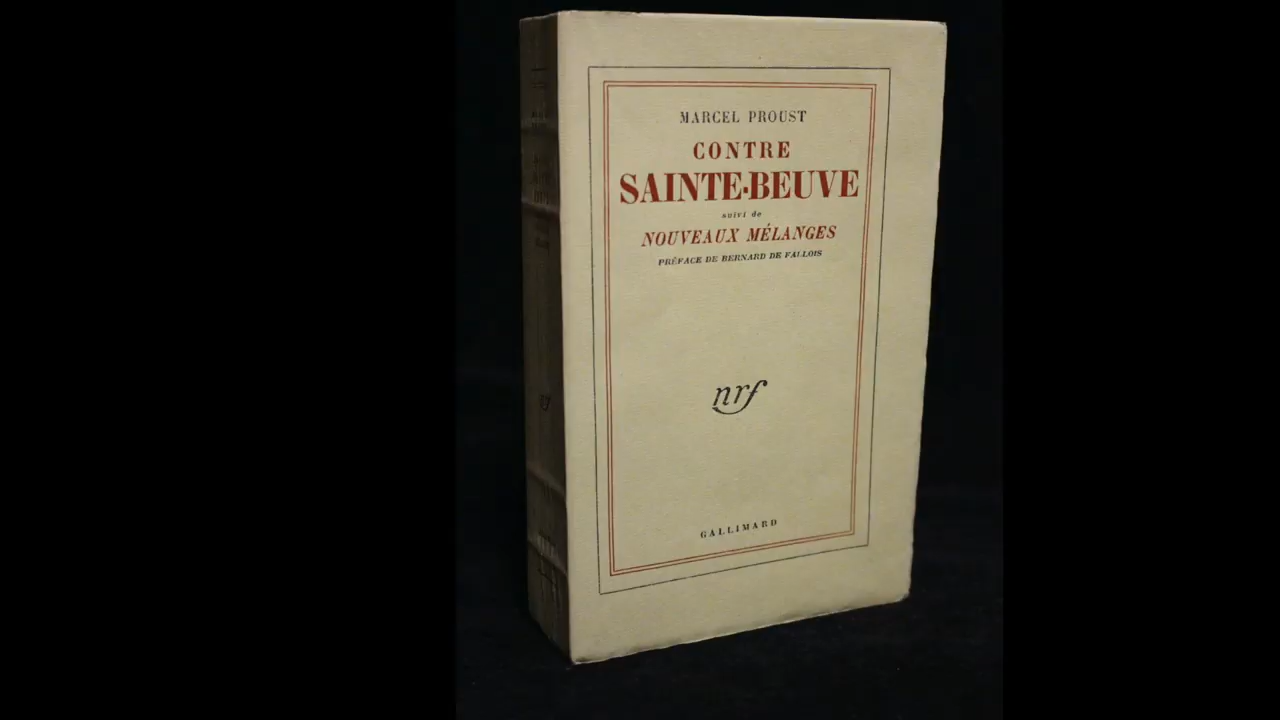 MARCEL PROUST
CONTRE
SAINTE-BEUVE
suivi de
NOUVEAUX MÉLANGES
PRÉFACE DE BERNARD DE FALLOIS
nrf
GALLIMARD